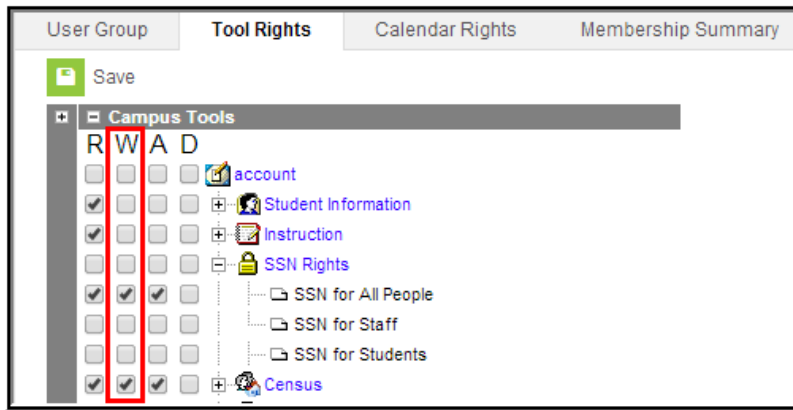 User Group Tool Rights Calendar Rights Membership Summary
Save
Campus Tools
R W A D
account
Student Information
Instruction
SSN Rights
SSN for All People
SSN for Staff
SSN for Students
Census